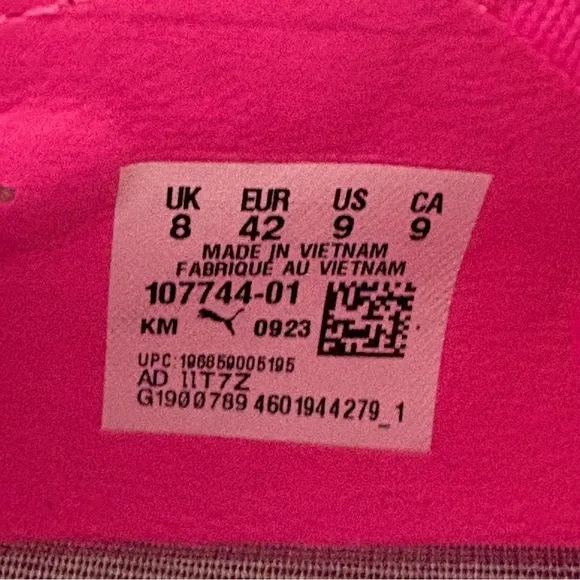 UK EUR US CA
8 42 9 9
MADE IN VIETNAM
FABRIQUE AU VIETNAM
107744-01
KM 0923
UPC:196659005195
AD 11T7Z
G1900789 4601944279_1